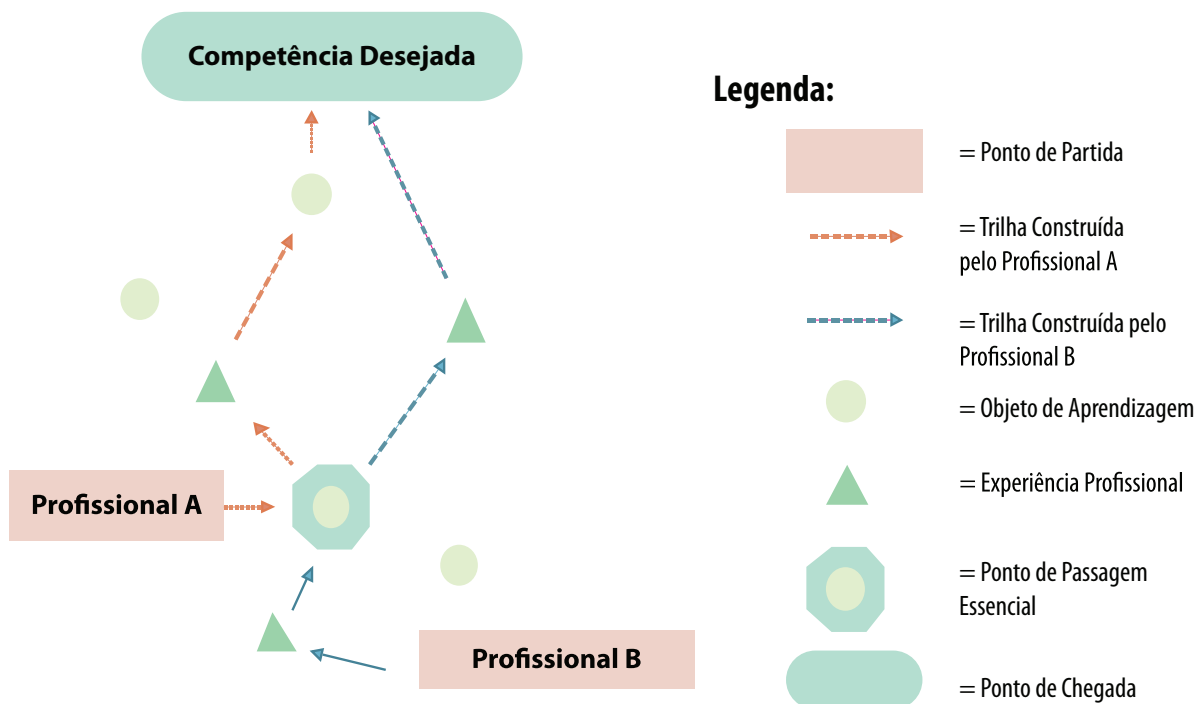 Competência Desejada
Profissional A
Profissional B
Legenda:
= Ponto de Partida
= Trilha Construída
pelo Profissional A
= Trilha Construída pelo
Profissional B
= Objeto de Aprendizagem
= Experiência Profissional
= Ponto de Passagem
Essencial
= Ponto de Chegada